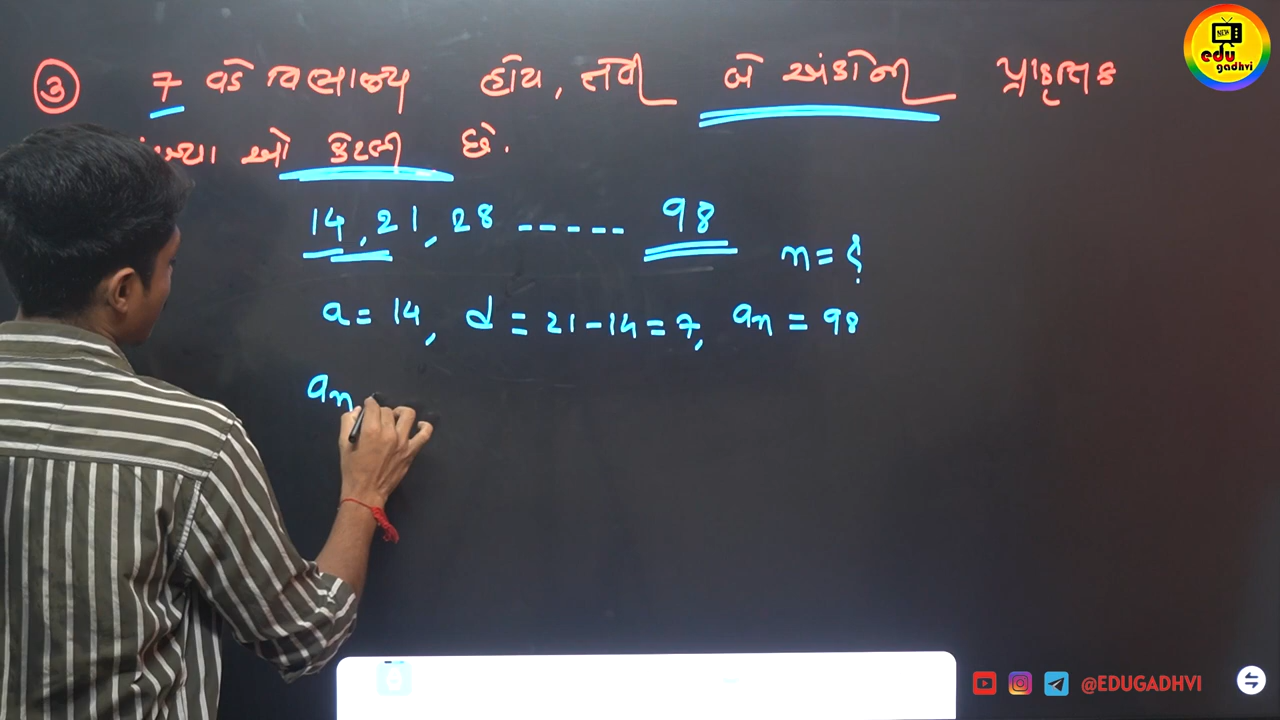 NEW
edu
gadhvi
③ 7 વડે વિભાજ્ય હોય, તેવી બે અંકોની પ્રાકૃતિક
ખ્યા ઓ કેટલી છે.
14, 21, 28 ----- 98
n = ?
a = 14, d = 21-14 = 7, an = 98
an
@EDUGADHVI